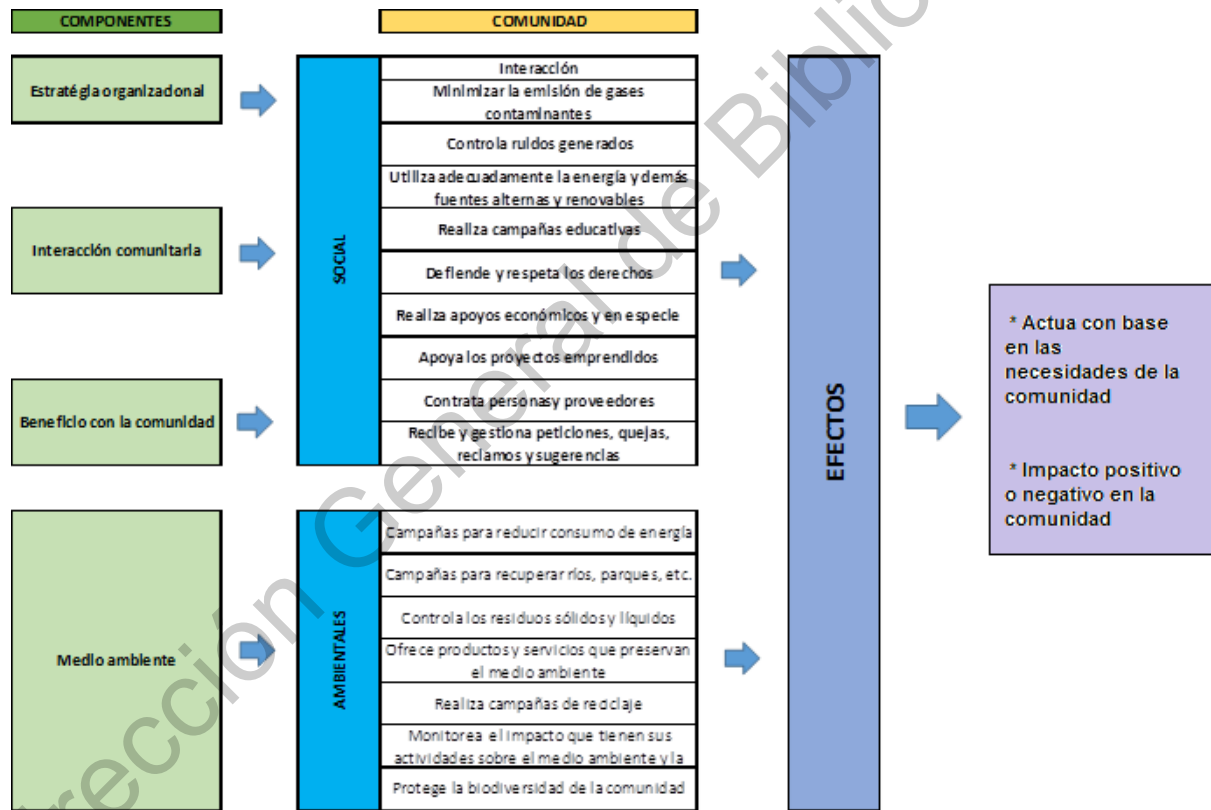 COMPONENTES
COMUNIDAD
Estratégia organizacional
Interacción comunitaria
Beneficio con la comunidad
Medio ambiente
SOCIAL
Interacción
Minimizar la emisión de gases
contaminantes
Controla ruidos generados
Utiliza adecuadamente la energía y demás
fuentes alternas y renovables
Realiza campañas educativas
Defiende y respeta los derechos
Realiza apoyos económicos y en especie
Apoya los proyectos emprendidos
Contrata personas y proveedores
Recibe y gestiona peticiones, quejas,
reclamos y sugerencias
AMBIENTALES
Campañas para reducir consumo de energía
Campañas para recuperar ríos, parques, etc.
Controla los residuos sólidos y líquidos
Ofrece productos y servicios que preservan
el medio ambiente
Realiza campañas de reciclaje
Monitorea el impacto que tienen sus
actividades sobre el medio ambiente y la
Protege la biodiversidad de la comunidad
EFECTOS
* Actua con base
en las
necesidades de la
comunidad
* Impacto positivo
o negativo en la
comunidad
General de